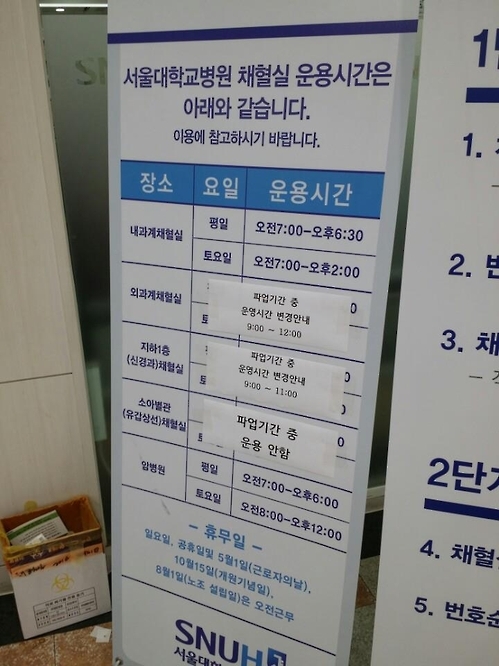 서울대학교병원 채혈실 운용시간은
아래와 같습니다.
이용에 참고하시기 바랍니다.
장소 요일 운용시간
내과계채혈실 평일 오전7:00-오후6:30
토요일 오전7:00-오후2:00
외과계채혈실
파업기간 중
운영시간 변경안내
9:00 ~ 12:00
지하1층
(신경과)채혈실
파업기간 중
운영시간 변경안내
9:00 ~ 11:00
소아별관
(유갑상선)채혈실
파업기간 중
운용 안함
암병원 평일 오전7:00-오후6:00
토요일 오전8:00-오후12:00
- 휴무일 -
일요일, 공휴일및 5월1일(근로자의날),
10월15일(개원기념일).
8월1일(노조 설립일)은 오전근무
SNUH
서울대
1
1.
2.
3. 채
2단
4. 채혈
5. 번호